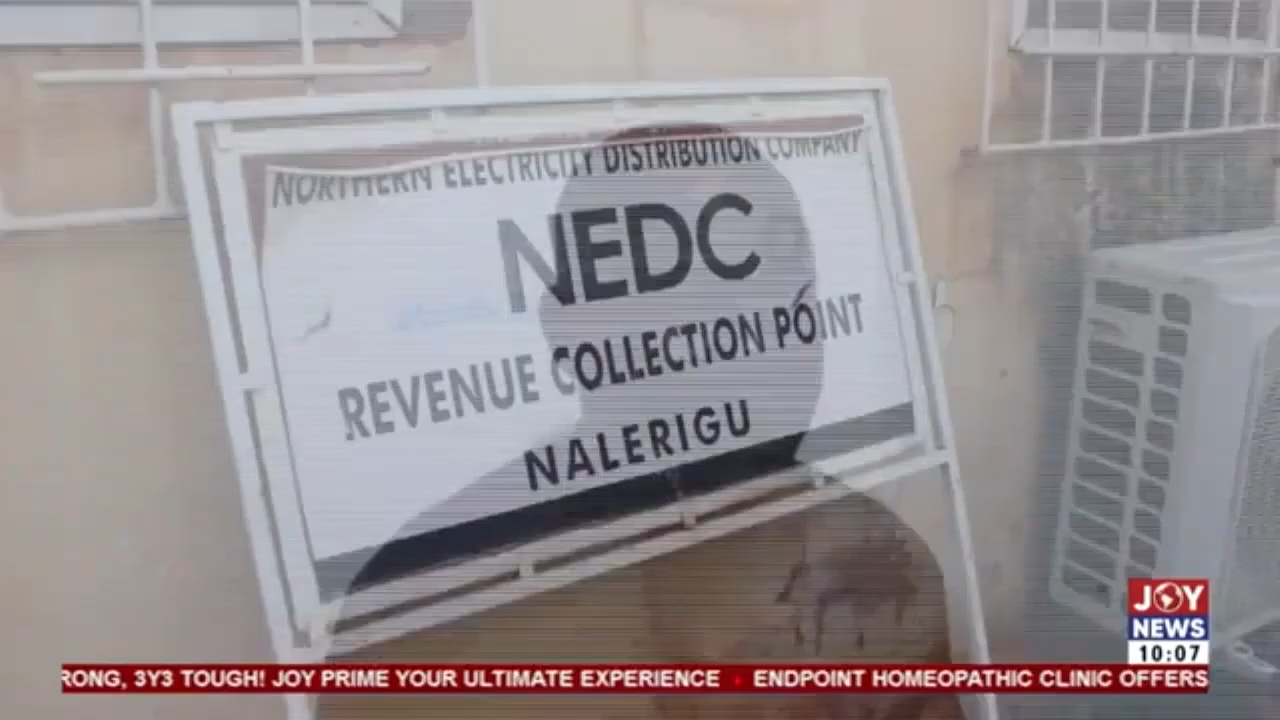 NORTHERN ELECTRICITY DISTRIBUTION COMPANY
NEDC
REVENUE COLLECTION POINT
NALERIGU
JOY
NEWS
10:07
RONG, 3Y3 TOUGH! JOY PRIME YOUR ULTIMATE EXPERIENCE • ENDPOINT HOMEOPATHIC CLINIC OFFERS